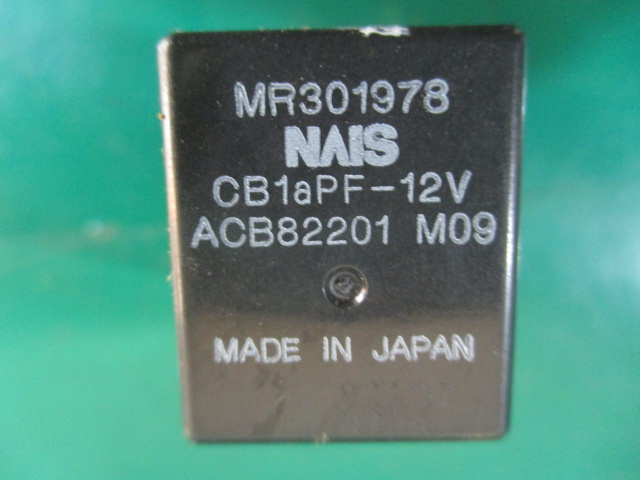 MR301978
NAIS
CB1aPF-12V
ACB82201 M09
MADE IN JAPAN